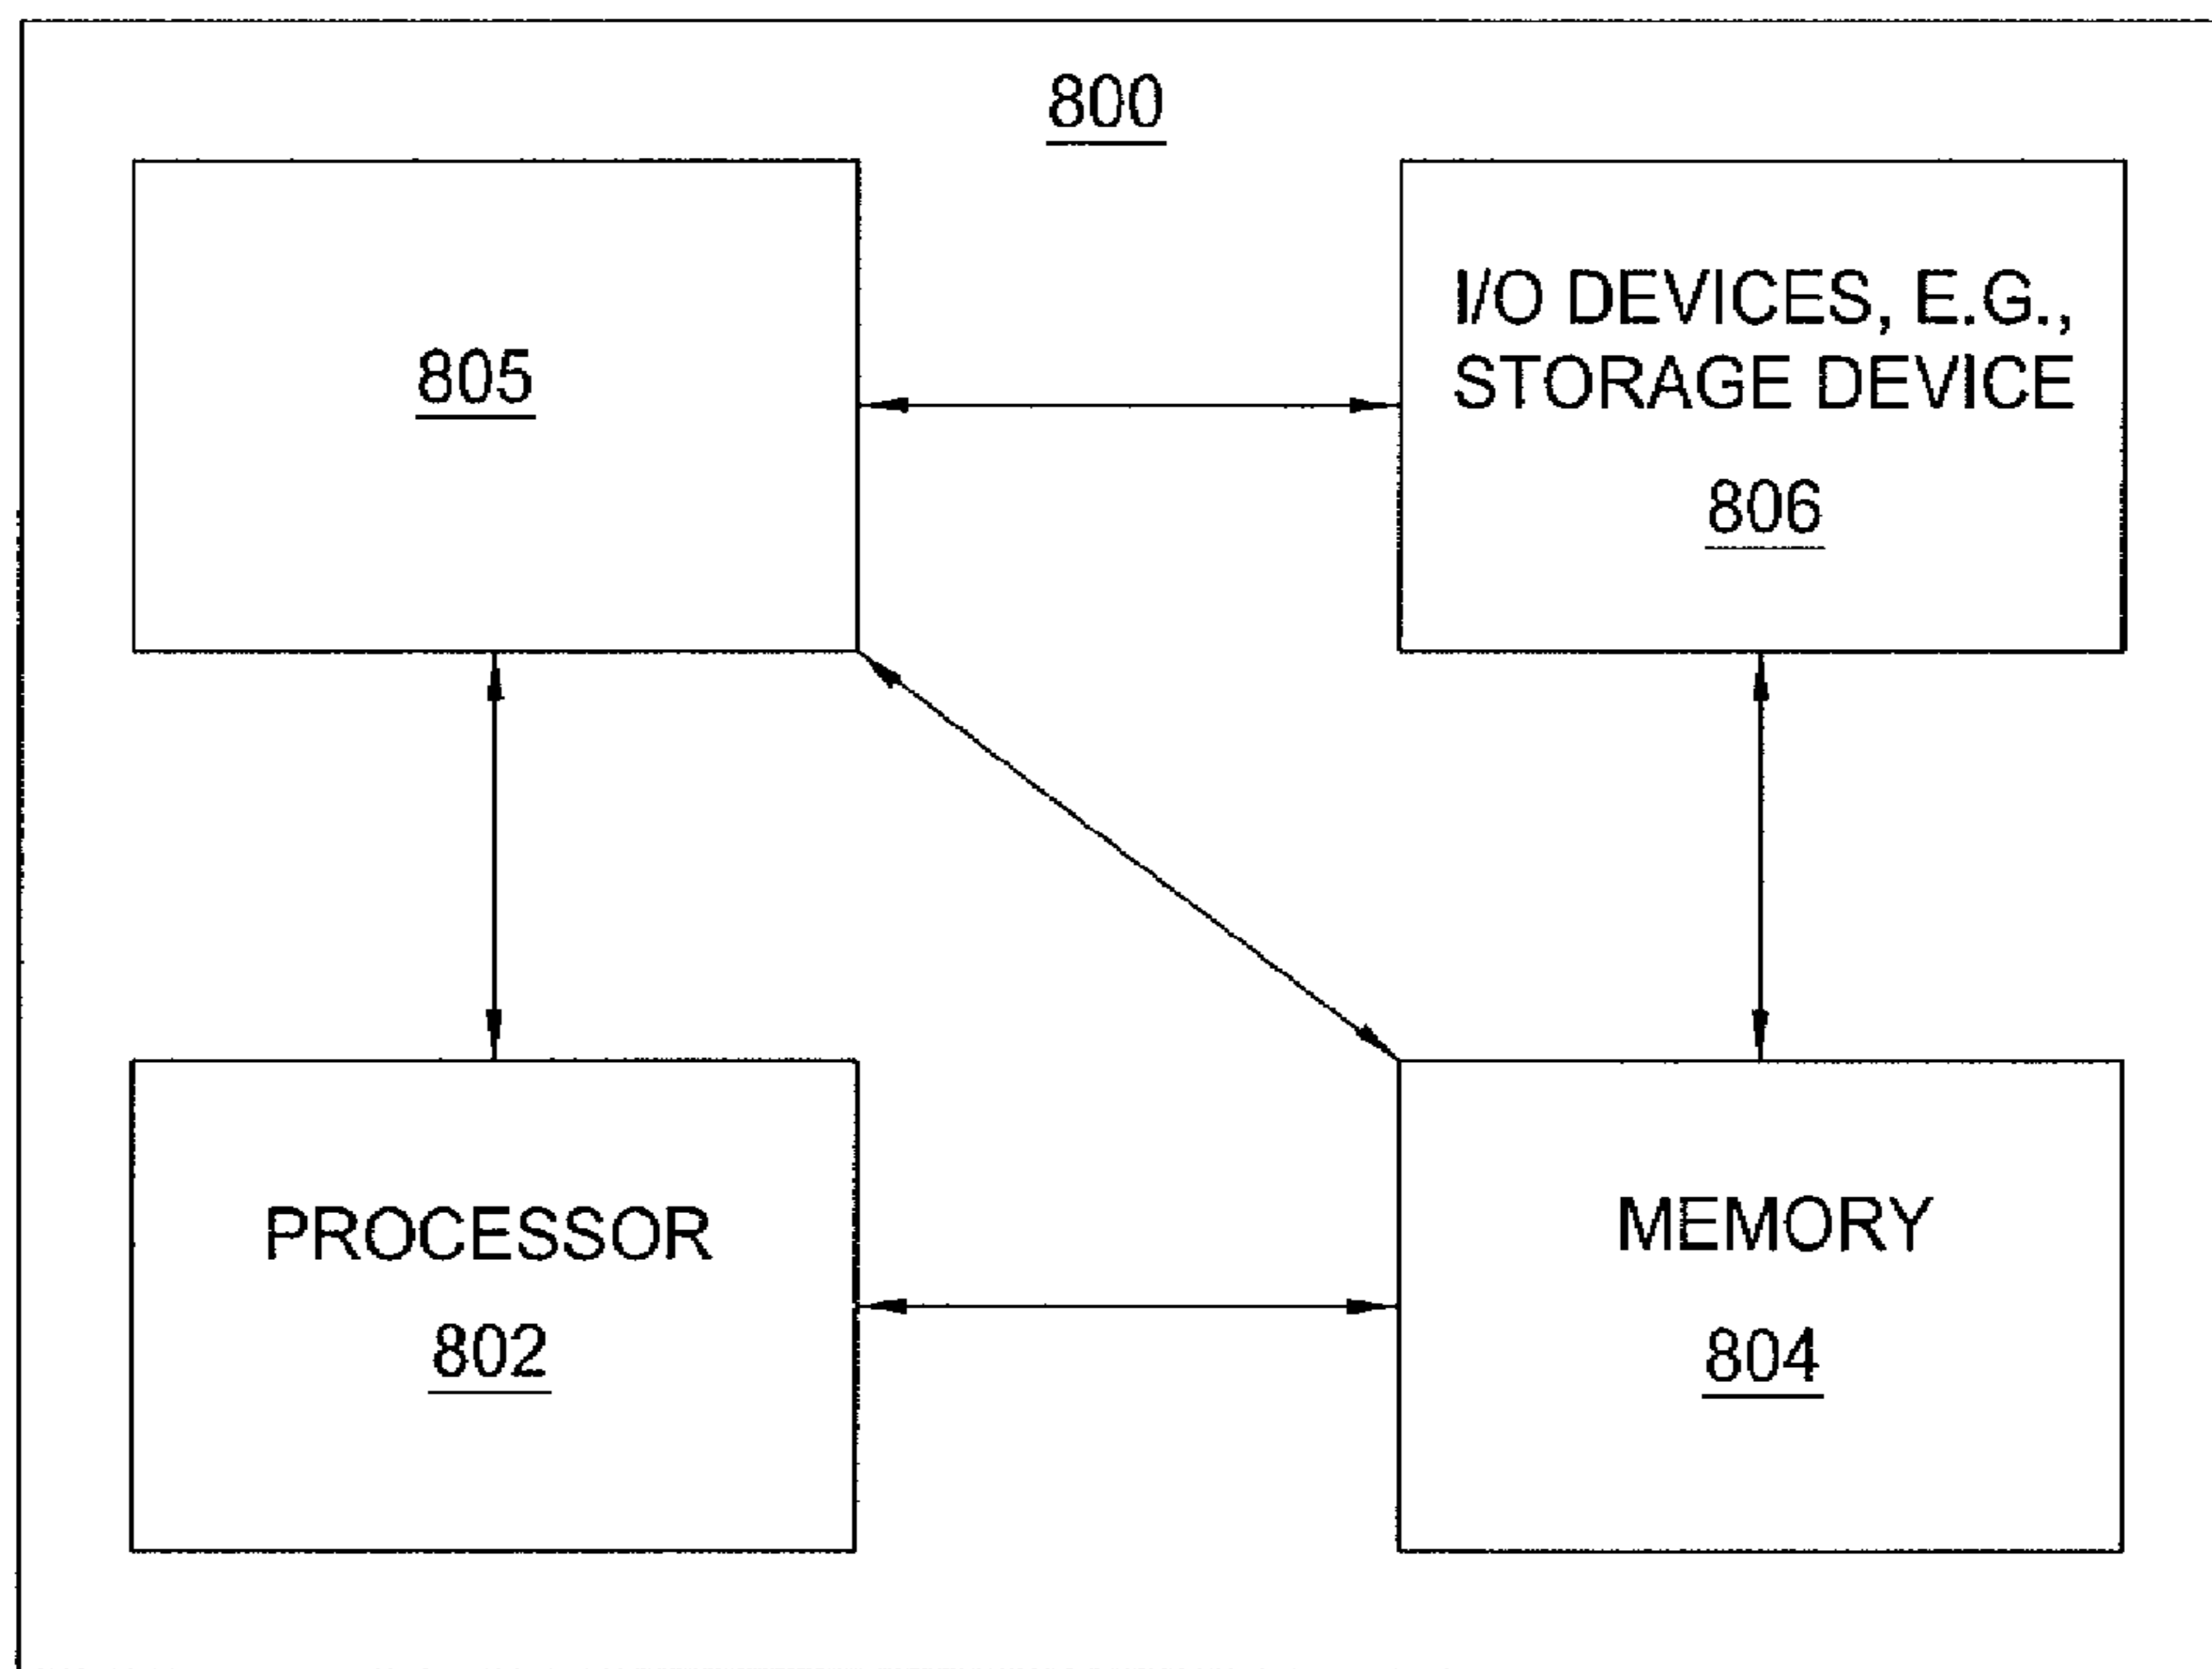 800
805
I/O DEVICES, E.G.,
STORAGE DEVICE
806
PROCESSOR
802
MEMORY
804